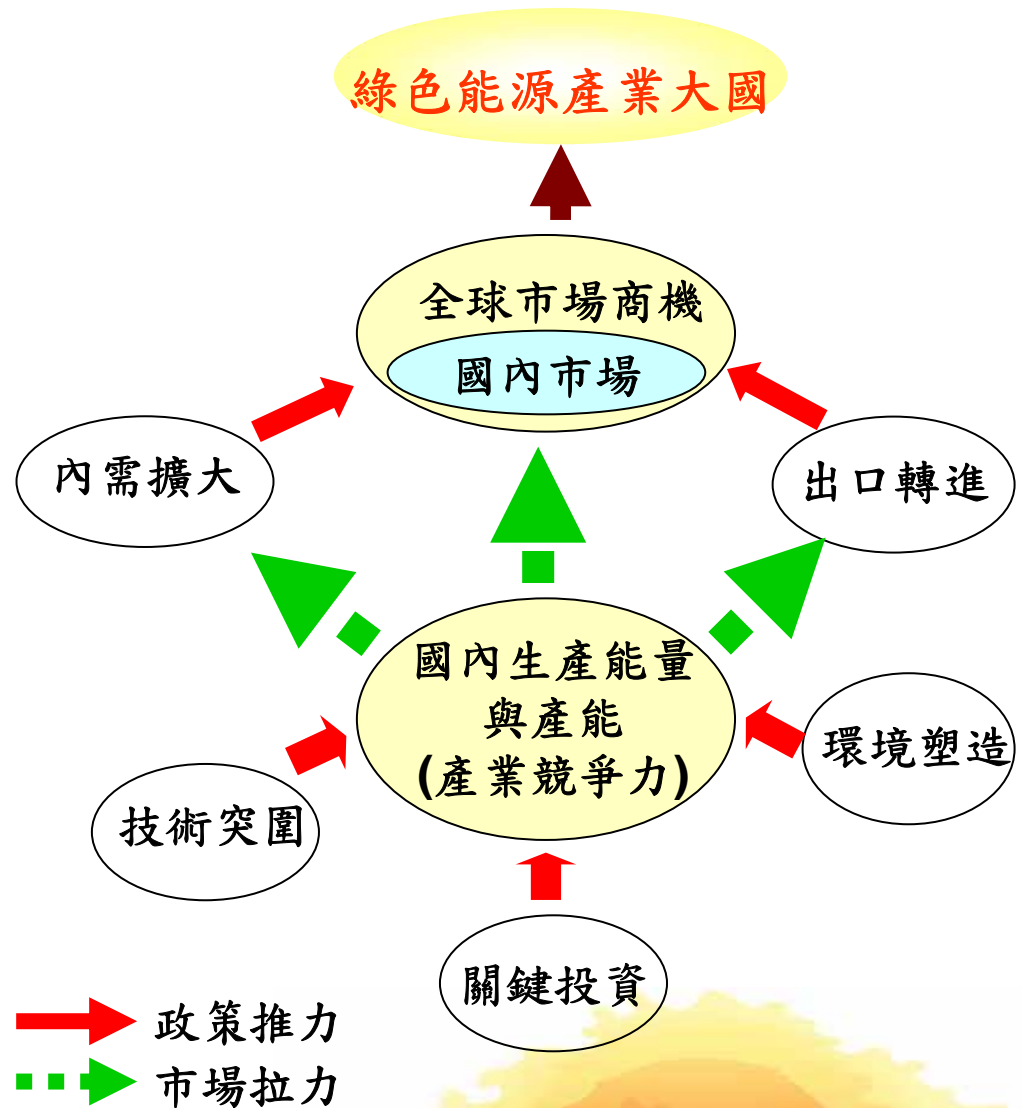 綠色能源產業大國
全球市場商機
國內市場
內需擴大
出口轉進
國內生產能量
與產能
(產業競爭力)
環境塑造
技術突圍
關鍵投資
政策推力
市場拉力